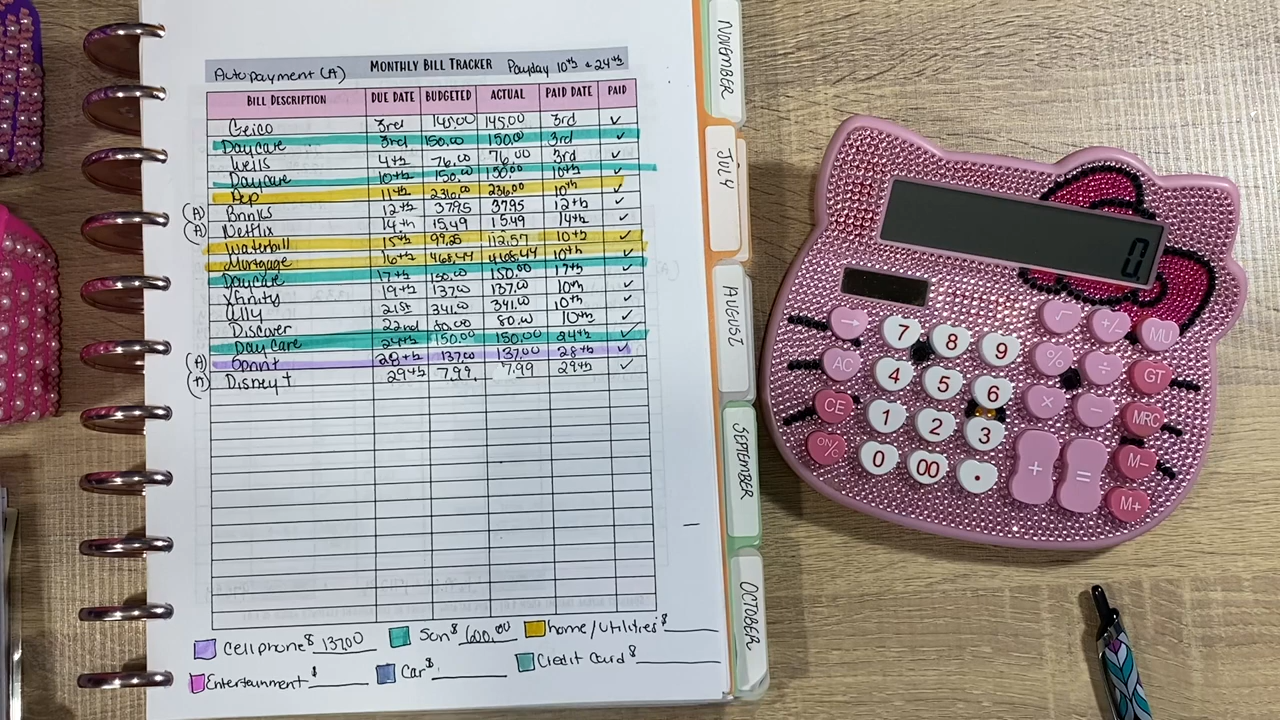 Autopayment (A) MONTHLY BILL TRACKER Payday 10th & 24th
BILL DESCRIPTION DUE DATE BUDGETED ACTUAL PAID DATE PAID
Geico 3rd 145.00 145.00 3rd ✓
Daycare 3rd 150.00 150.00 3rd ✓
Wells 4th 76.00 76.00 3rd ✓
Daycare 10th 150.00 150.00 10th ✓
11th 236.00 236.00 10th ✓
(A) Brinks 12th 37.95 37.95 12th ✓
(A) Netflix 14th 15.49 15.49 14th ✓
Waterbill 15th 112.57 10th ✓
Mortgage 16th 468.44 468.44 10th ✓
Daycare 17th 150.00 150.00 17th ✓
Xfinity 19th 137.00 137.00 10th ✓
Ally 21st 341.00 341.00 10th ✓
Discover 22nd 80.00 80.00 10th ✓
Day Care 24th 150.00 150.00 24th ✓
(A) Sprint 28th 137.00 137.00 28th ✓
(A) Disney+ 29th 7.99 7.99 29th ✓
Cellphone $ 137.00 Son $ 600.00 home/utilities $
Entertainment $ Car $ Credit Card $
NOVEMBER
JULY
AUGUST
SEPTEMBER
OCTOBER
0.
→ 7 8 9 √ +/- MU
AC 4 5 6 % ÷ GT
CE 1 2 3 × − MRC
ON/C 0 00 . + = M−
M+